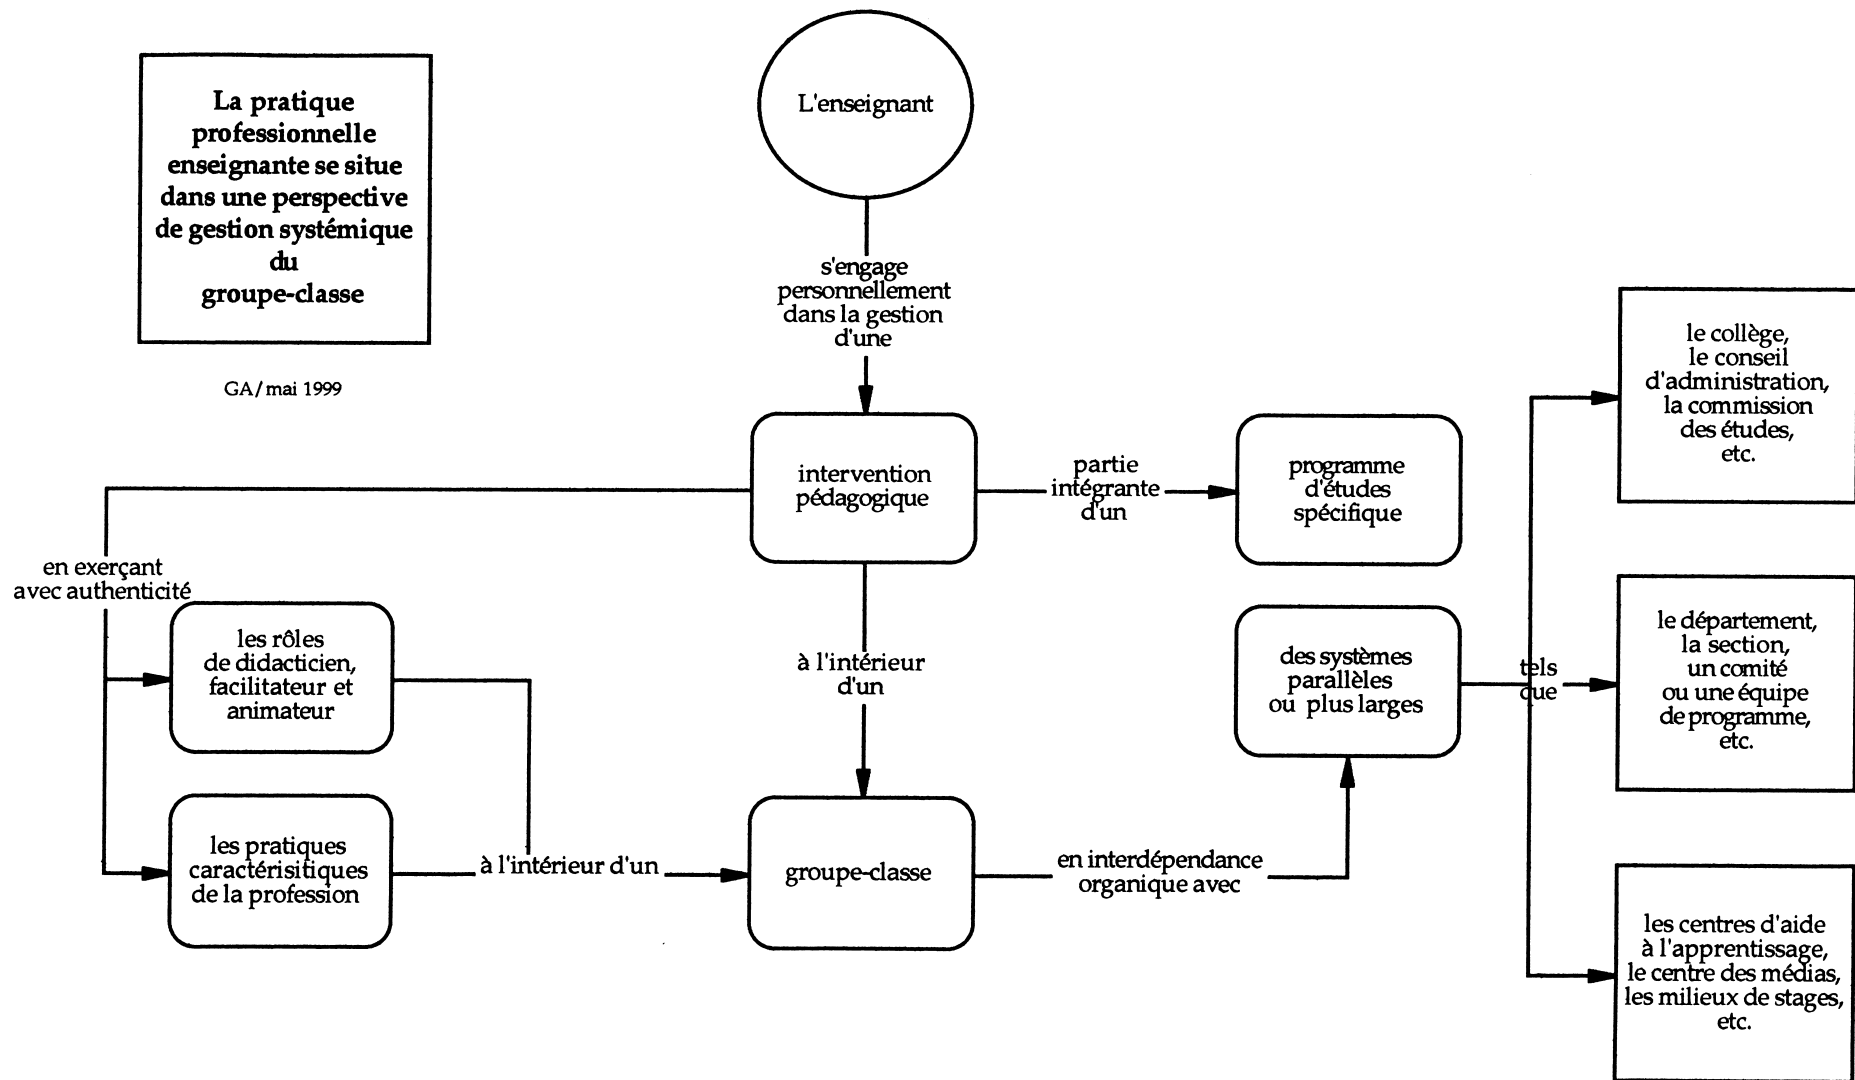 La pratique
professionnelle
enseignante se situe
dans une perspective
de gestion systémique
du
groupe-classe
GA/mai 1999
L'enseignant
s'engage
personnellement
dans la gestion
d'une
intervention
pédagogique
partie
intégrante
d'un
programme
d'études
spécifique
en exerçant
avec authenticité
les rôles
de didacticien,
facilitateur et
animateur
les pratiques
caractérisitiques
de la profession
à l'intérieur d'un
à l'intérieur
d'un
groupe-classe
en interdépendance
organique avec
des systèmes
parallèles
ou plus larges
tels
que
le collège,
le conseil
d'administration,
la commission
des études,
etc.
le département,
la section,
un comité
ou une équipe
de programme,
etc.
les centres d'aide
à l'apprentissage,
le centre des médias,
les milieux de stages,
etc.